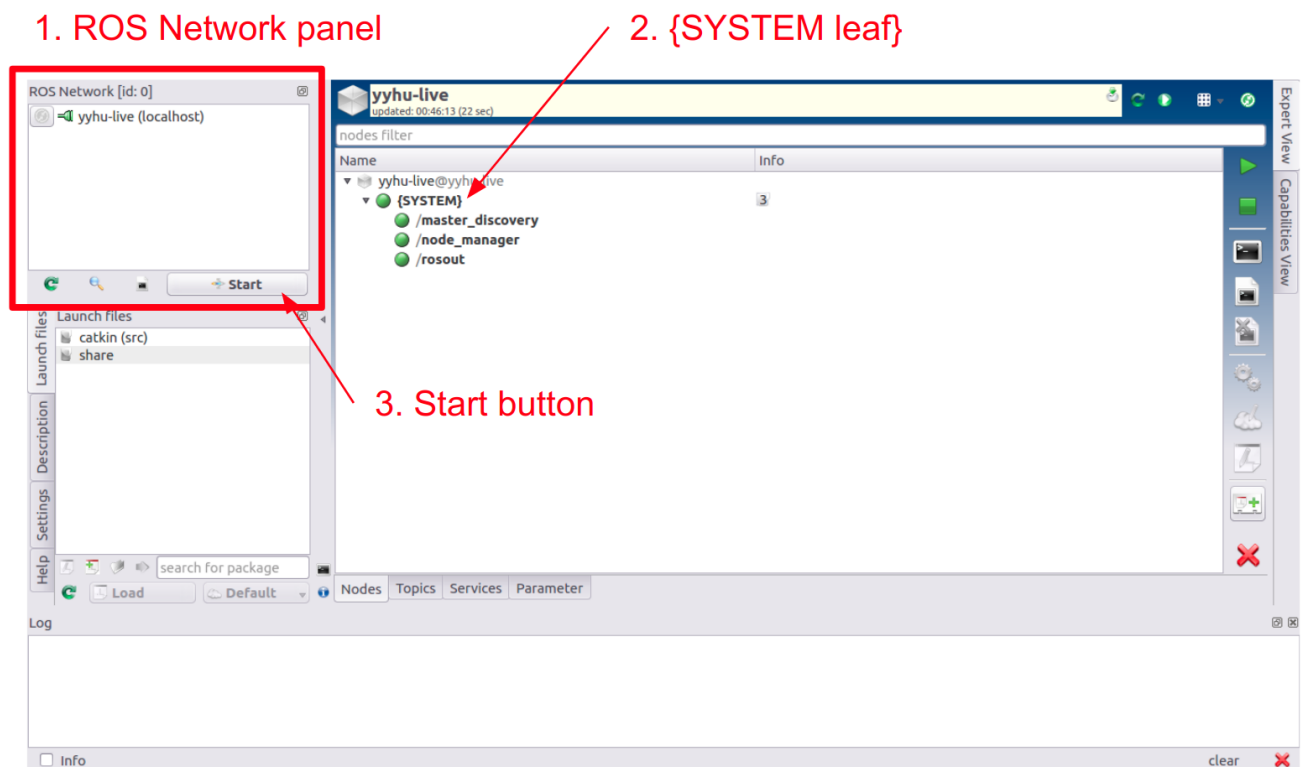 1. ROS Network panel
2. {SYSTEM leaf}
ROS Network [id: 0]
yyhu-live (localhost)
Start
yyhu-live
updated: 00:46:13 (22 sec)
nodes filter
Name
Info
yyhu-live@yyhu-live
{SYSTEM}
3
/master_discovery
/node_manager
/rosout
Expert View
Capabilities View
Launch files
Description
Settings
Help
Launch files
catkin (src)
share
3. Start button
search for package
Load
Default
Nodes
Topics
Services
Parameter
Log
Info
clear